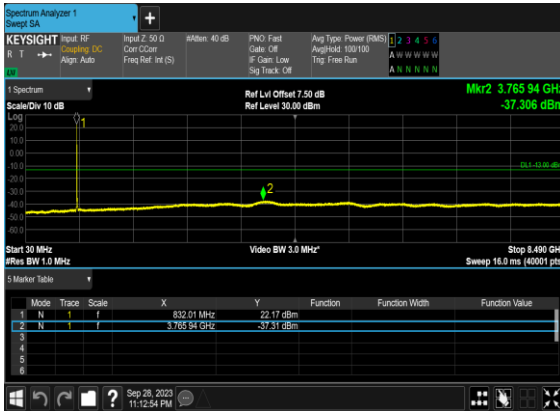 Spectrum Analyzer 1
Swept SA
+
KEYSIGHT
R T
LXI
Input: RF
Coupling: DC
Align: Auto
Input Z: 50 Ω
Corr CCorr
Freq Ref: Int (S)
#Atten: 40 dB
PNO: Fast
Gate: Off
IF Gain: Low
Sig Track: Off
Avg Type: Power (RMS)
Avg|Hold: 100/100
Trig: Free Run
1 2 3 4 5 6
A W W W W W
A N N N N N
1 Spectrum
Scale/Div 10 dB
Log
Ref Lvl Offset 7.50 dB
Ref Level 30.00 dBm
Mkr2 3.765 94 GHz
-37.306 dBm
20.0
10.0
0.00
-10.0
-20.0
-30.0
-40.0
-50.0
-60.0
1
2
DL1 -13.00 dBm
Start 30 MHz
#Res BW 1.0 MHz
Video BW 3.0 MHz*
Stop 8.490 GHz
Sweep 16.0 ms (40001 pts)
5 Marker Table
Mode Trace Scale X Y Function Function Width Function Value
1 N 1 f 832.01 MHz 22.17 dBm
2 N 1 f 3.765 94 GHz -37.31 dBm
3
4
5
6
?
Sep 28, 2023
11:12:54 PM